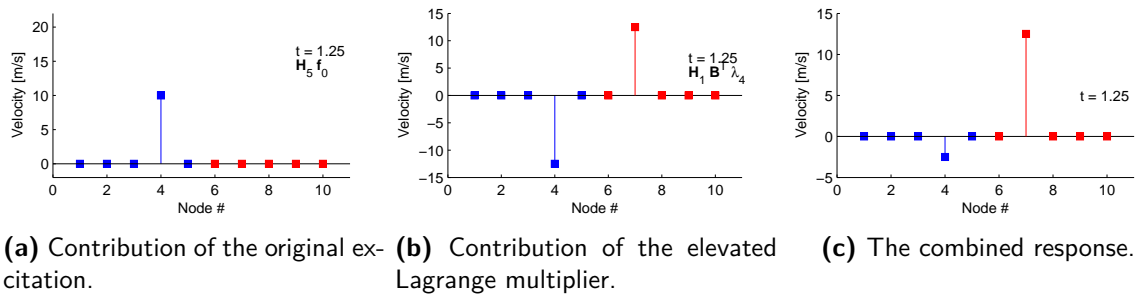 20
15
10
5
0
Velocity [m/s]
t = 1.25
H₅ f₀
0 2 4 6 8 10
Node #
15
10
5
0
−5
−10
−15
Velocity [m/s]
t = 1.25
H₁ Bᵀ λ₄
0 2 4 6 8 10
Node #
15
10
5
0
−5
Velocity [m/s]
t = 1.25
0 2 4 6 8 10
Node #
(a) Contribution of the original ex-
citation.
(b) Contribution of the elevated
Lagrange multiplier.
(c) The combined response.